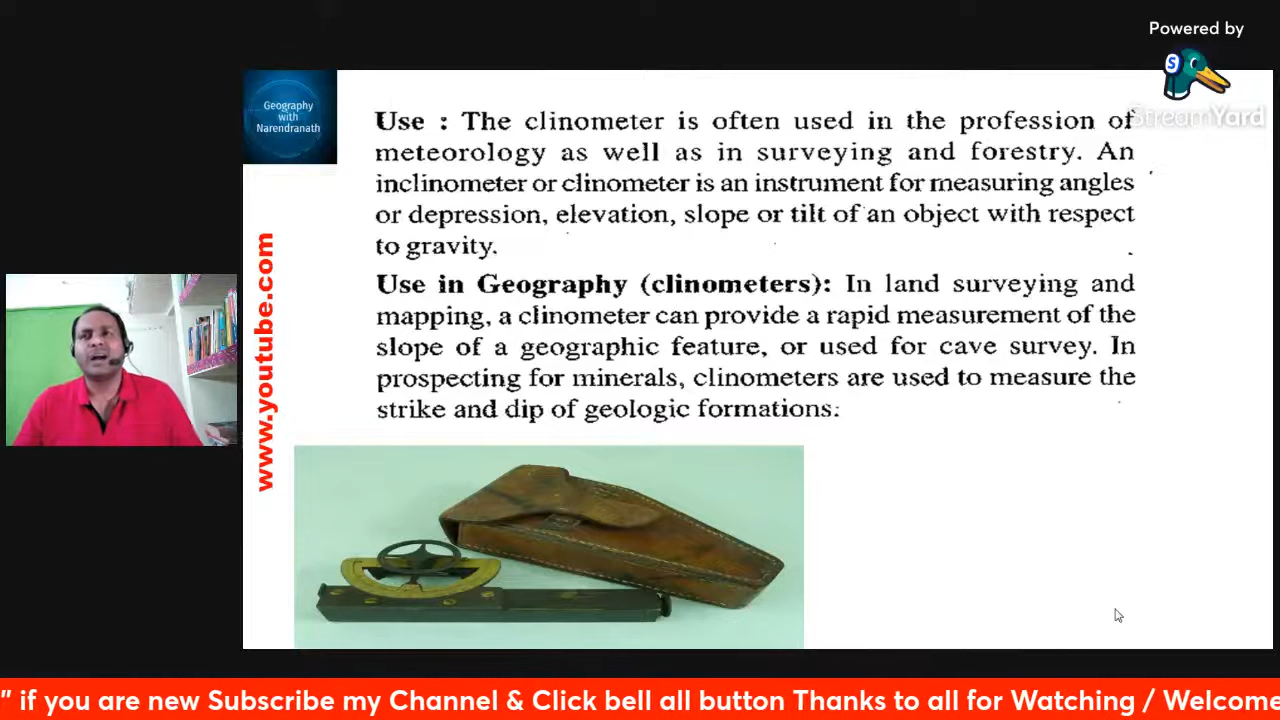 Powered by
StreamYard
Geography
with
Narendranath
Use : The clinometer is often used in the profession of
meteorology as well as in surveying and forestry. An
inclinometer or clinometer is an instrument for measuring angles
or depression, elevation, slope or tilt of an object with respect
to gravity.
Use in Geography (clinometers): In land surveying and
mapping, a clinometer can provide a rapid measurement of the
slope of a geographic feature, or used for cave survey. In
prospecting for minerals, clinometers are used to measure the
strike and dip of geologic formations.
www.youtube.com
" if you are new Subscribe my Channel & Click bell all button Thanks to all for Watching / Welcome